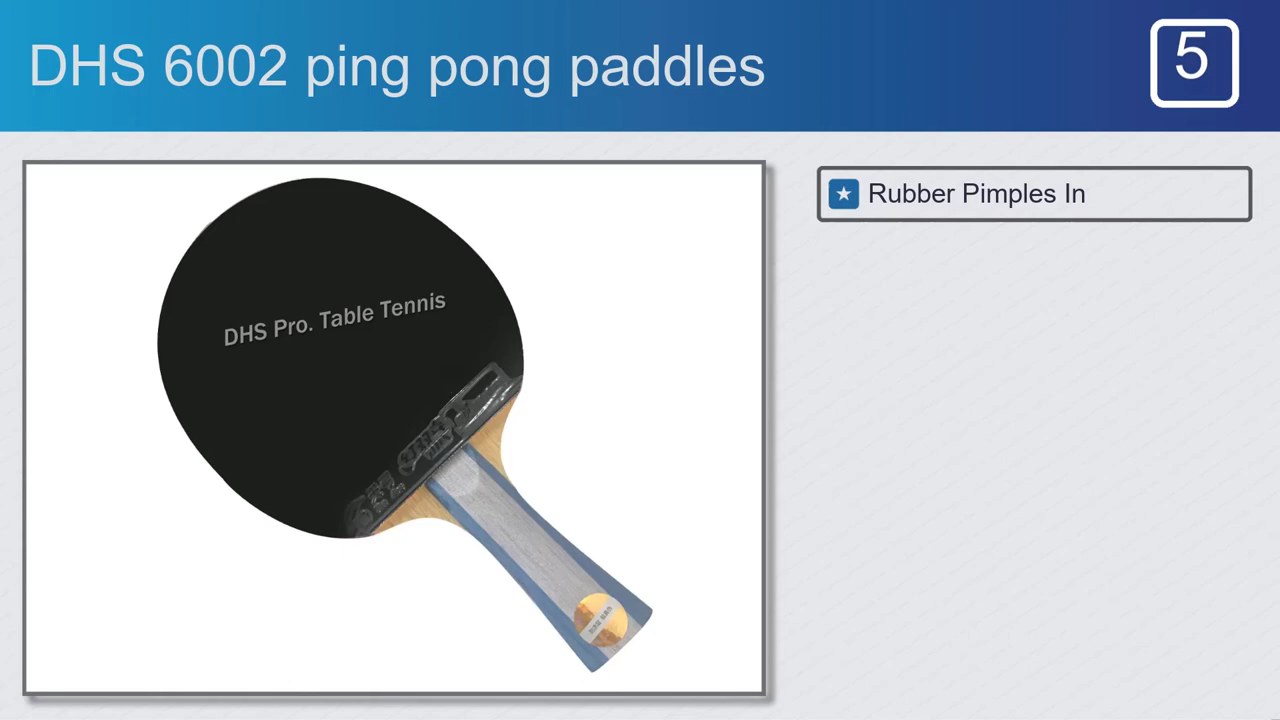 DHS 6002 ping pong paddles
5
Rubber Pimples In
DHS Pro. Table Tennis